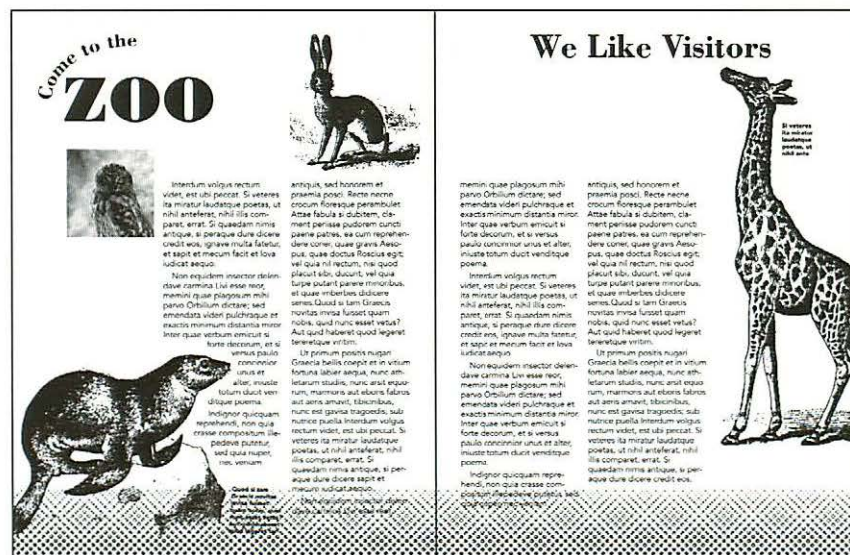 Come to the
ZOO
Interdum volgus rectum
videt, est ubi peccat. Si veteres
ita miratur laudatque poetas, ut
nihil anteferat, nihil illis com-
paret, errat. Si quaedam nimis
antique, si peraque dure dicere
credit eos, ignave multa fatetur,
et sapit et mecum facit et Iova
iudicat aequo.
Non equidem insector delen-
dave carmina Livi esse reor,
memini quae plagosum mihi
parvo Orbilium dictare; sed
emendata videri pulchraque et
exactis minimum distantia miror.
Inter quae verbum emicuit si
forte decorum, et si
versus paulo
concinnior
unus et
alter, iniuste
totum ducit ven-
ditque poema.
Indignor quicquam
reprehendi, non quia
crasse compositum ille-
pedeve putetur,
sed quia nuper,
nec veniam
antiquis, sed honorem et
praemia posci. Recte necne
crocum floresque perambulet
Attae fabula si dubitem, cla-
ment periisse pudorem cuncti
paene patres, ea cum reprehen-
dere coner, quae gravis Aeso-
pus, quae doctus Roscius egit;
vel quia nil rectum, nisi quod
placuit sibi, ducunt, vel quia
turpe putant parere minoribus,
et quae imberbes didicere
senes. Quod si tam Graecis
novitas invisa fuisset quam
nobis, quid nunc esset vetus?
Aut quid haberet quod legeret
tereretque viritim.
Ut primum positis nugari
Graecia bellis coepit et in vitium
fortuna labier aequa, nunc ath-
letarum studiis, nunc arsit equo-
rum, marmoris aut eboris fabros
aut aeris amavit, tibicinibus,
nunc est gavisa tragoedis; sub
nutrice puella Interdum volgus
rectum videt, est ubi peccat. Si
veteres ita miratur laudatque
poetas, ut nihil anteferat, nihil
illis comparet, errat. Si
quaedam nimis antique, si per-
aque dure dicere sapit et
mecum iudicat aequo.
Non equidem insector delen-
We Like Visitors
Si veteres
ita miratur
laudatque
poetas, ut
nihil ante
memini quae plagosum mihi
parvo Orbilium dictare; sed
emendata videri pulchraque et
exactis minimum distantia miror.
Inter quae verbum emicuit si
forte decorum, et si versus
paulo concinnior unus et alter,
iniuste totum ducit venditque
poema.
Interdum volgus rectum
videt, est ubi peccat. Si veteres
ita miratur laudatque poetas, ut
nihil anteferat, nihil illis com-
paret, errat. Si quaedam nimis
antique, si peraque dure dicere
credit eos, ignave multa fatetur,
et sapit et mecum facit et Iova
iudicat aequo.
Non equidem insector delen-
dave carmina Livi esse reor,
memini quae plagosum mihi
parvo Orbilium dictare; sed
emendata videri pulchraque et
exactis minimum distantia miror.
Inter quae verbum emicuit si
forte decorum, et si versus
paulo concinnior unus et alter,
iniuste totum ducit venditque
poema.
Indignor quicquam repre-
hendi, non quia crasse com-
positum illepedeve putetur, sed
antiquis, sed honorem et
praemia posci. Recte necne
crocum floresque perambulet
Attae fabula si dubitem, cla-
ment periisse pudorem cuncti
paene patres, ea cum reprehen-
dere coner, quae gravis Aeso-
pus, quae doctus Roscius egit;
vel quia nil rectum, nisi quod
placuit sibi, ducunt, vel quia
turpe putant parere minoribus,
et quae imberbes didicere
senes. Quod si tam Graecis
novitas invisa fuisset quam
nobis, quid nunc esset vetus?
Aut quid haberet quod legeret
tereretque viritim.
Ut primum positis nugari
Graecia bellis coepit et in vitium
fortuna labier aequa, nunc ath-
letarum studiis, nunc arsit equo-
rum, marmoris aut eboris fabros
aut aeris amavit, tibicinibus,
nunc est gavisa tragoedis; sub
nutrice puella Interdum volgus
rectum videt, est ubi peccat. Si
veteres ita miratur laudatque
poetas, ut nihil anteferat, nihil
illis comparet, errat. Si
quaedam nimis antique, si per-
aque dure dicere credit eos,